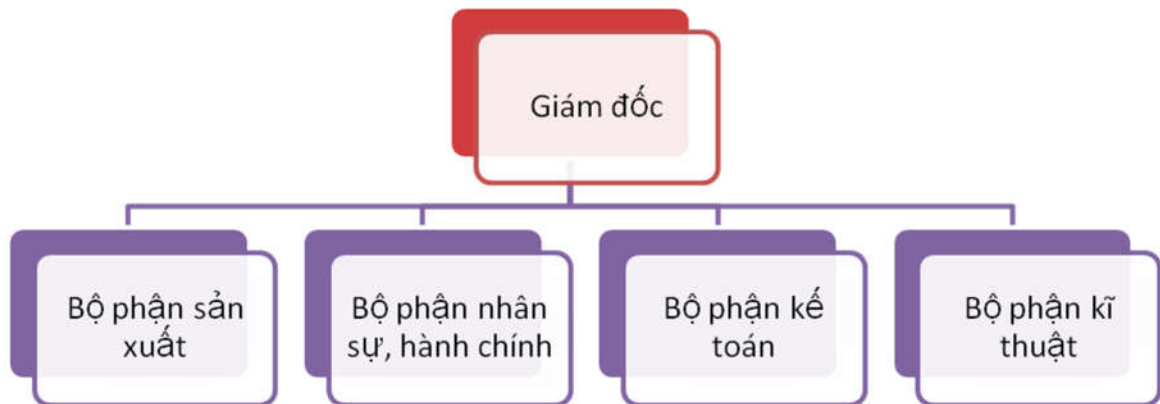 Giám đốc
Bộ phận sản
xuất
Bộ phận nhân
sự, hành chính
Bộ phận kế
toán
Bộ phận kĩ
thuật